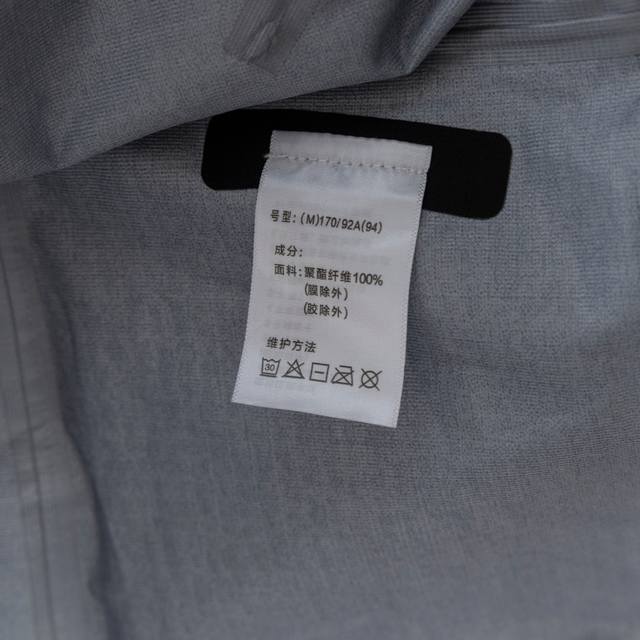 号型：(M)170/92A(94)
成分：
面料：聚酯纤维100%
(膜除外)
(胶除外)
维护方法
30